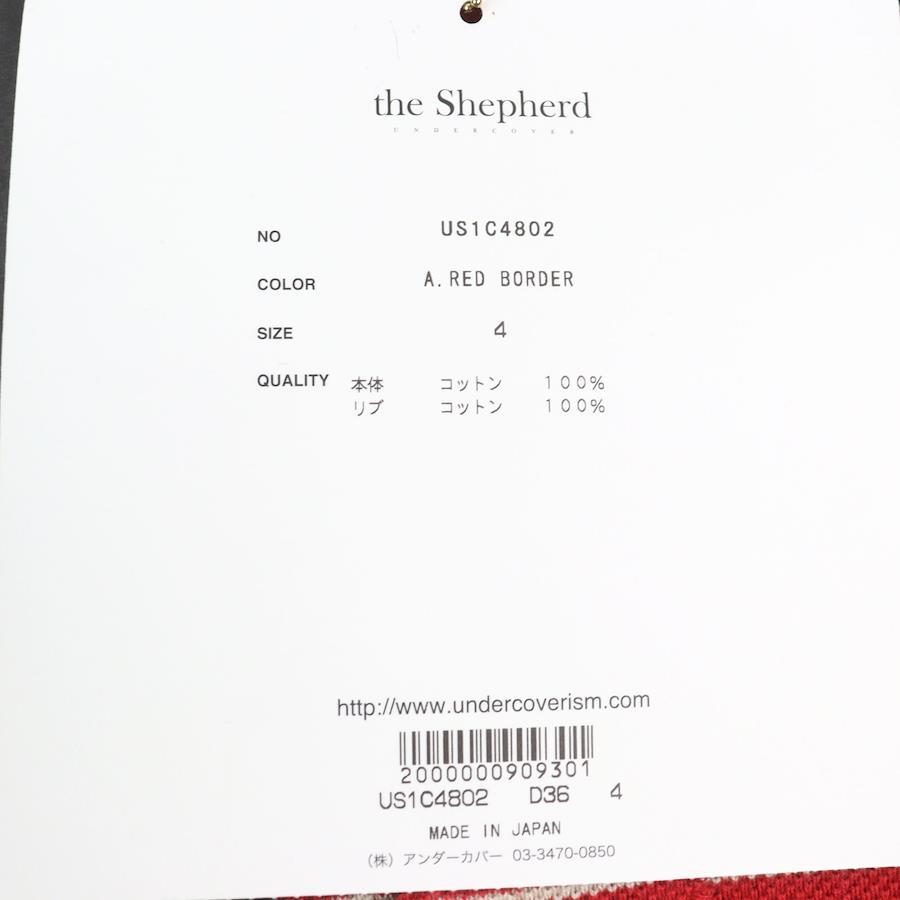 the Shepherd
UNDERCOVER
NO US1C4802
COLOR A.RED BORDER
SIZE 4
QUALITY 本体 コットン 100%
リブ コットン 100%
http://www.undercoverism.com
2000000909301
US1C4802 D36 4
MADE IN JAPAN
(株) アンダーカバー 03-3470-0850